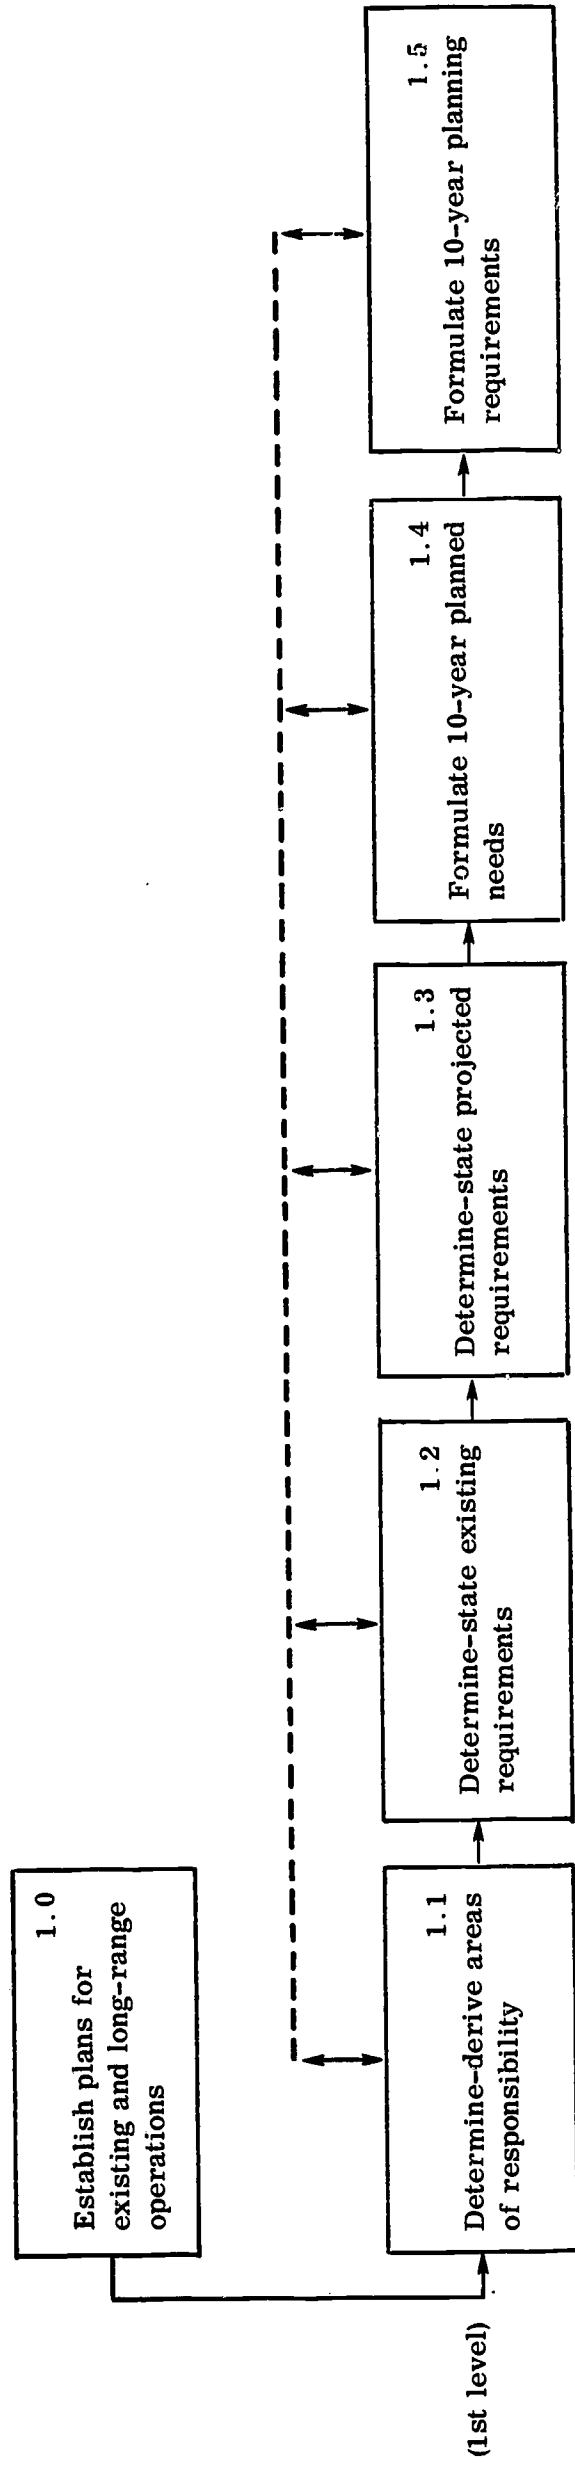 1.0
Establish plans for
existing and long-range
operations
(1st level)
1.1
Determine-derive areas
of responsibility
1.2
Determine-state existing
requirements
1.3
Determine-state projected
requirements
1.4
Formulate 10-year planned
needs
1.5
Formulate 10-year planning
requirements